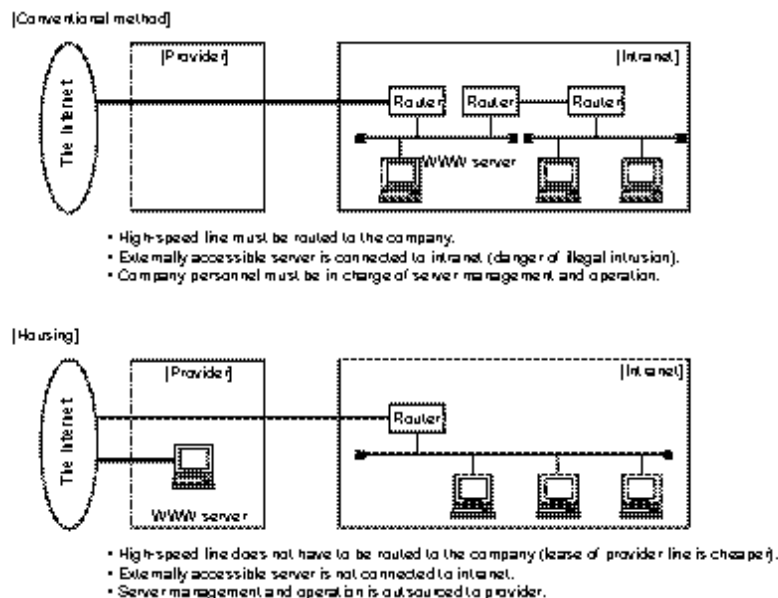 [Conventional method]
[Provider]
[Intranet]
The Internet
Router
Router
Router
WWW server
• High-speed line must be routed to the company.
• Externally accessible server is connected to intranet (danger of illegal intrusion).
• Company personnel must be in charge of server management and operation.
[Housing]
[Provider]
[Intranet]
The Internet
Router
WWW server
• High-speed line does not have to be routed to the company (lease of provider line is cheaper).
• Externally accessible server is not connected to intranet.
• Server management and operation is outsourced to provider.